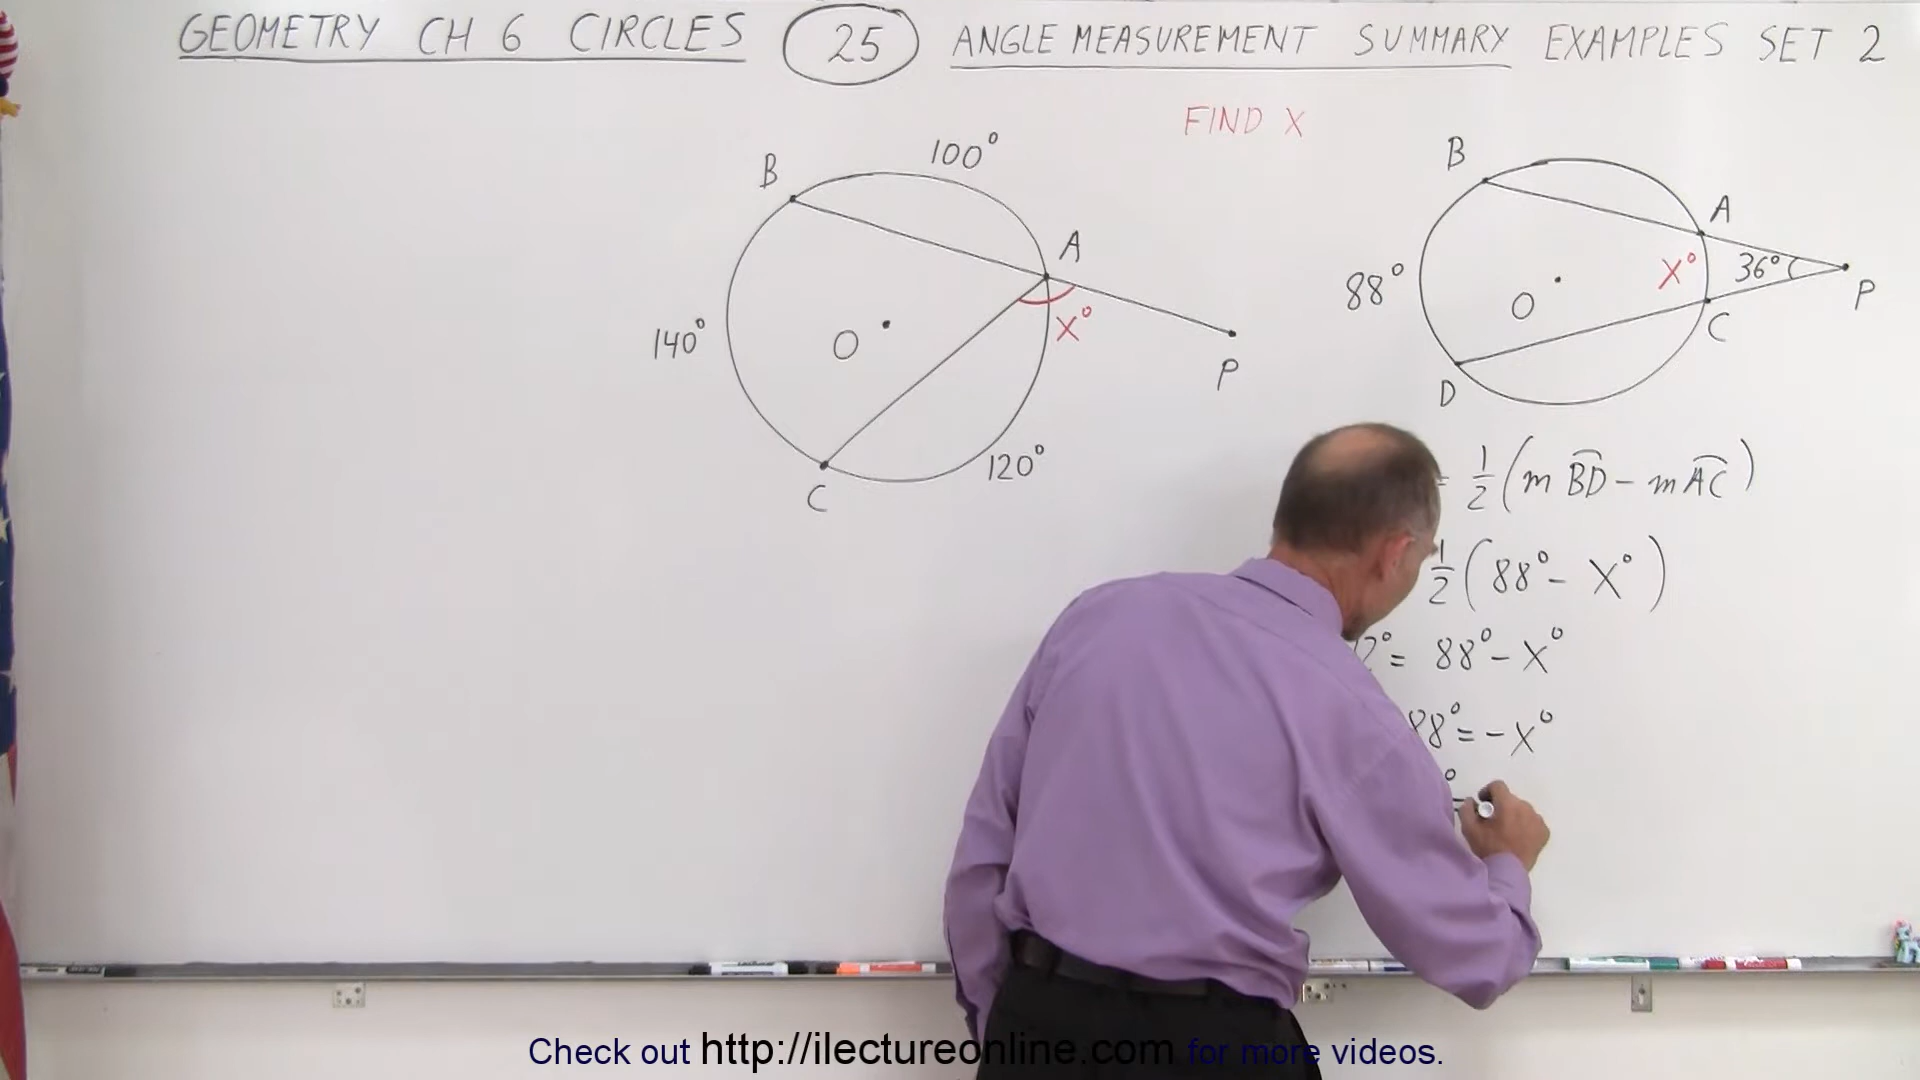 GEOMETRY CH 6 CIRCLES 25 ANGLE MEASUREMENT SUMMARY EXAMPLES SET 2
FIND X
B
100°
A
140°
O
X°
P
C
120°
B
A
88°
O
X°
36°
P
C
D
= 1/2 (m BD - m AC)
1/2 (88° - X°)
2° = 88° - X°
88° = -X°
° =
Check out http://ilectureonline.com for more videos.